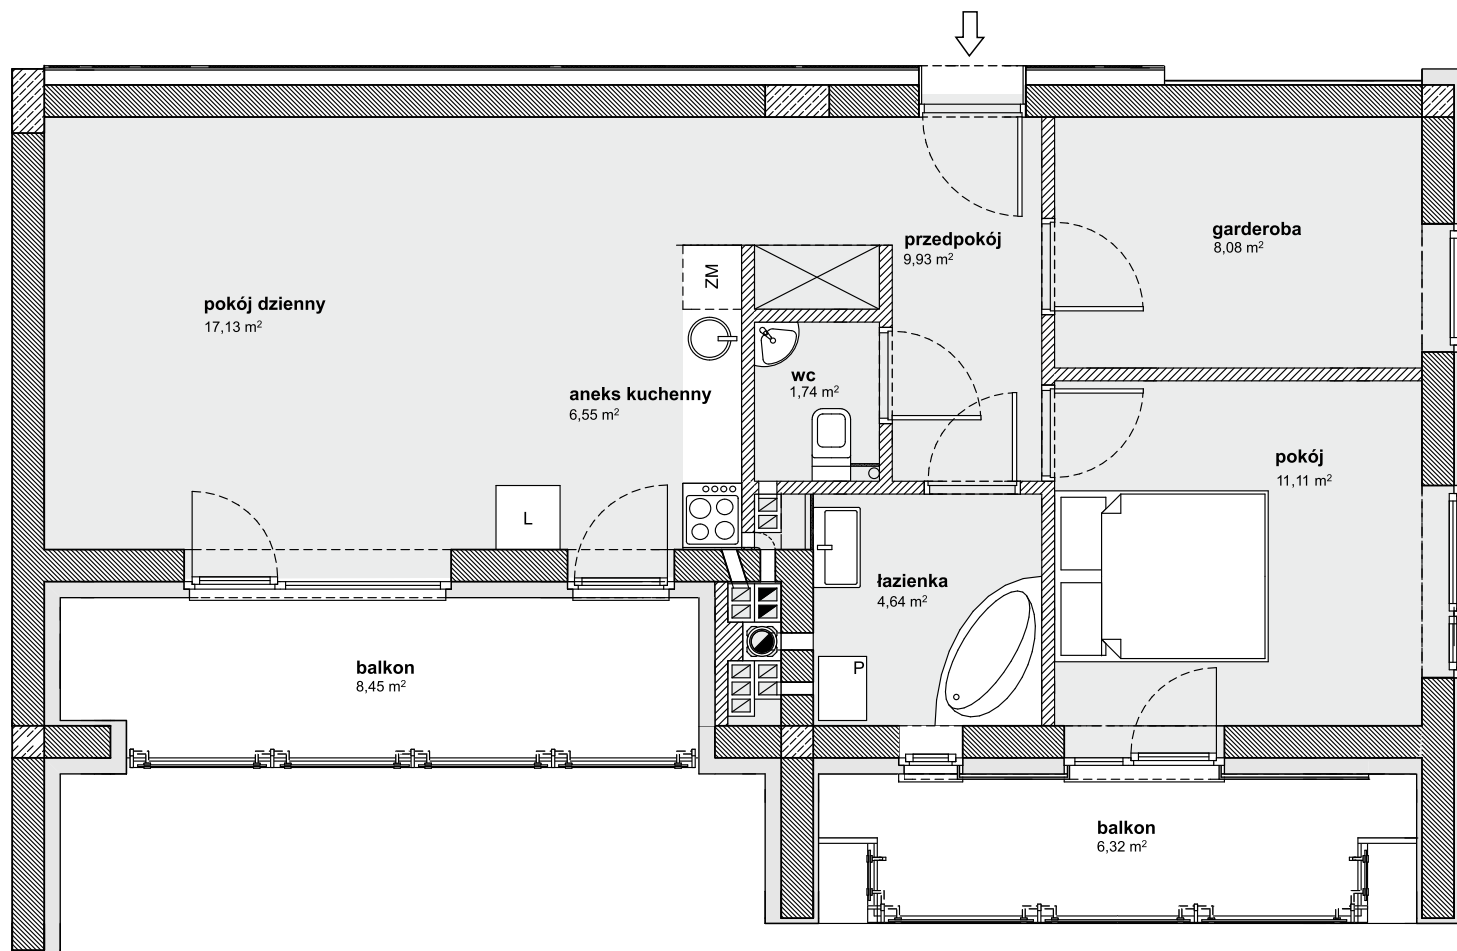 przedpokój
9,93 m²
garderoba
8,08 m²
ZM
pokój dzienny
17,13 m²
aneks kuchenny
6,55 m²
wc
1,74 m²
pokój
11,11 m²
L
łazienka
4,64 m²
P
balkon
8,45 m²
balkon
6,32 m²